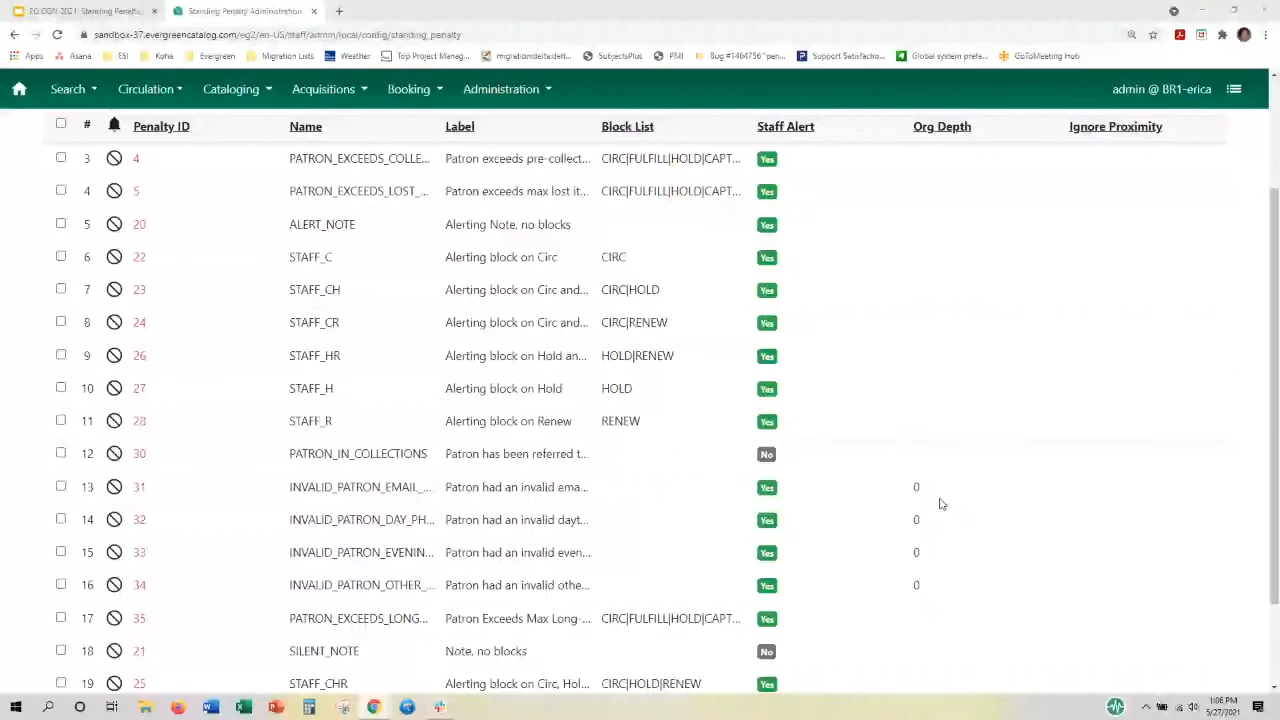 EG:CON 2021: Standing Penalty... × Standing Penalty Administration × +
sandbox-37.evergreencatalog.com/eg2/en-US/staff/admin/local/config/standing_penalty
Apps Asana ESI Koha Evergreen Migration Lists Weather Top Project Manag... migrationdeltadelt... SubjectsPlus PMI Bug #1464756 "pen... Support Satisfactio... Global system prefe... GoToMeeting Hub
Search Circulation Cataloging Acquisitions Booking Administration admin @ BR1-erica
# Penalty ID Name Label Block List Staff Alert Org Depth Ignore Proximity
3 4 PATRON_EXCEEDS_COLLE... Patron exceeds pre-collect... CIRC|FULFILL|HOLD|CAPT... Yes
4 5 PATRON_EXCEEDS_LOST_... Patron exceeds max lost it... CIRC|FULFILL|HOLD|CAPT... Yes
5 20 ALERT_NOTE Alerting Note, no blocks Yes
6 22 STAFF_C Alerting block on Circ CIRC Yes
7 23 STAFF_CH Alerting block on Circ and... CIRC|HOLD Yes
8 24 STAFF_CR Alerting block on Circ and... CIRC|RENEW Yes
9 26 STAFF_HR Alerting block on Hold an... HOLD|RENEW Yes
10 27 STAFF_H Alerting block on Hold HOLD Yes
11 28 STAFF_R Alerting block on Renew RENEW Yes
12 30 PATRON_IN_COLLECTIONS Patron has been referred t... No
13 31 INVALID_PATRON_EMAIL_... Patron had an invalid ema... Yes 0
14 32 INVALID_PATRON_DAY_PH... Patron had an invalid dayt... Yes 0
15 33 INVALID_PATRON_EVENIN... Patron had an invalid even... Yes 0
16 34 INVALID_PATRON_OTHER_... Patron had an invalid othe... Yes 0
17 35 PATRON_EXCEEDS_LONG... Patron Exceeds Max Long-... CIRC|FULFILL|HOLD|CAPT... Yes
18 21 SILENT_NOTE Note, no blocks No
19 25 STAFF_CHR Alerting block on Circ, Hol... CIRC|HOLD|RENEW Yes
1:06 PM
5/27/2021